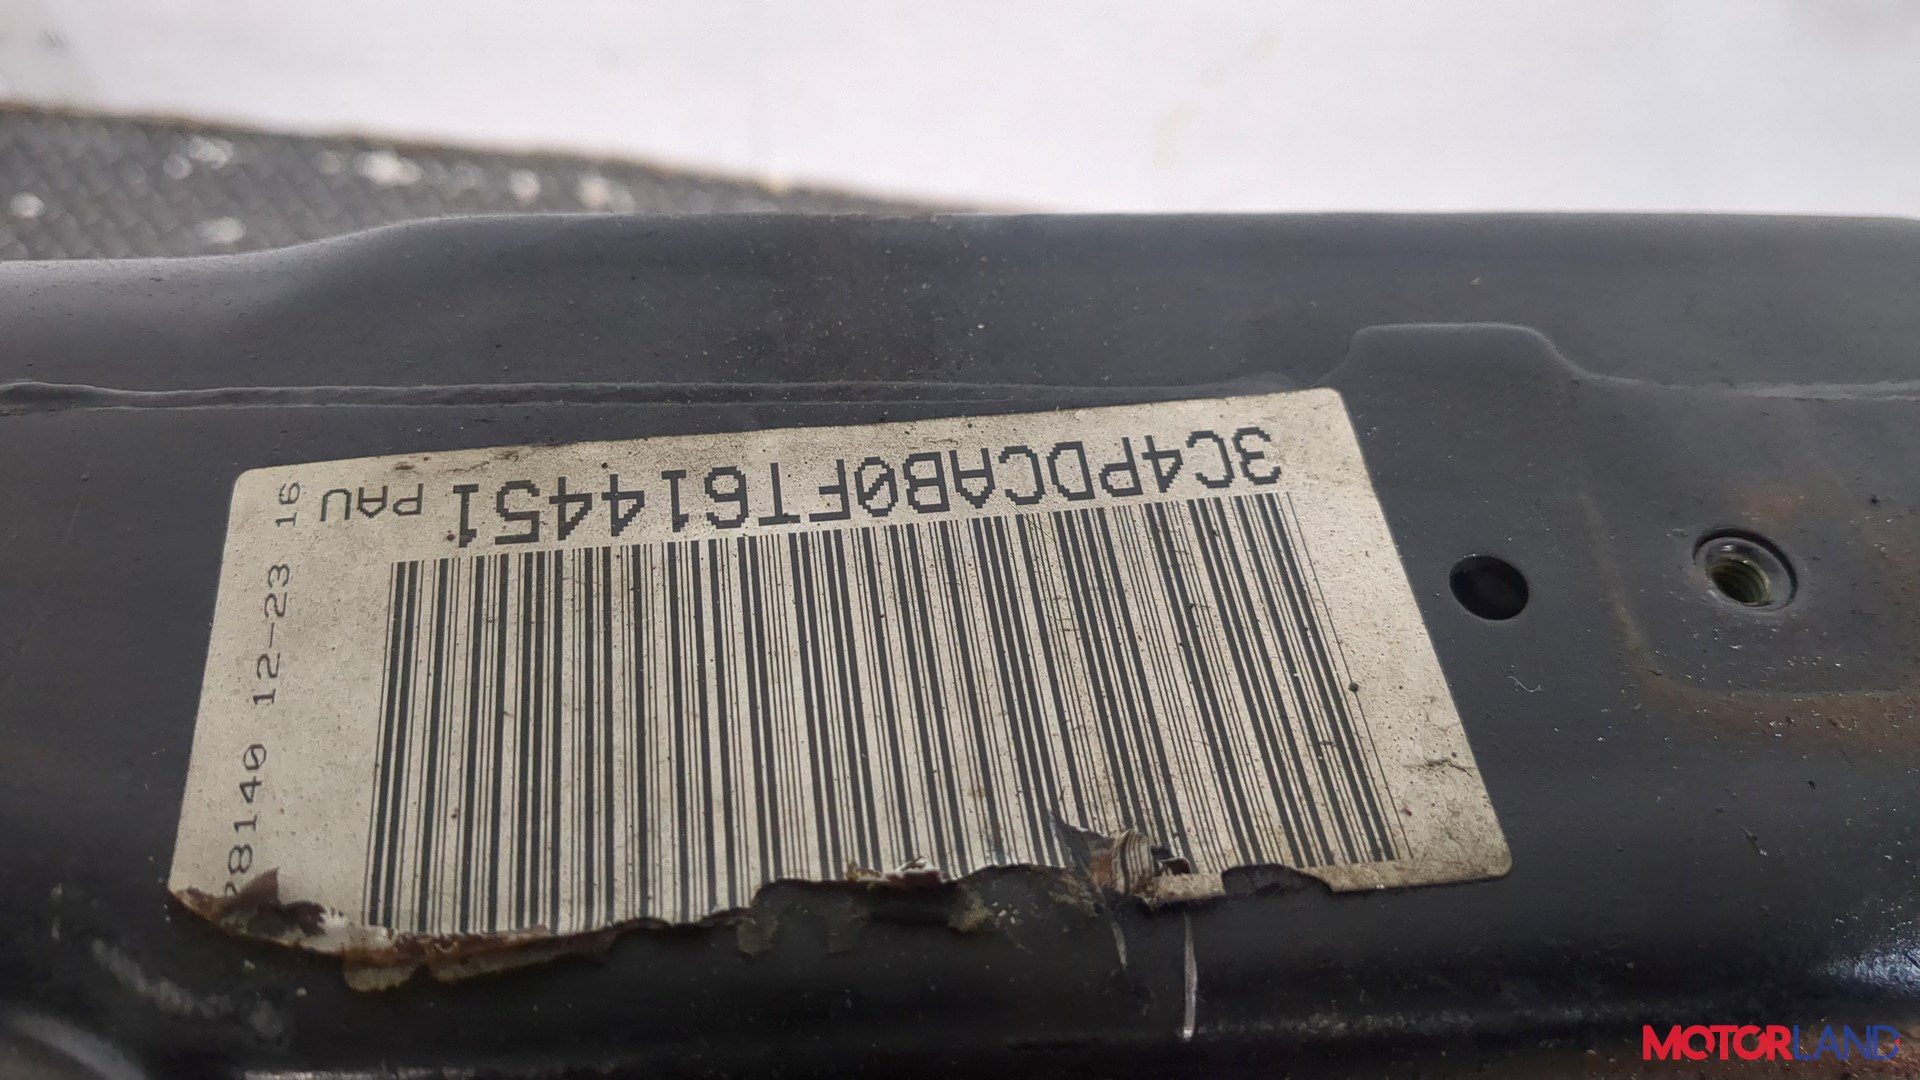 3C4PDCAB0FT614451 PAU
28140 12-23 16
MOTORLAND